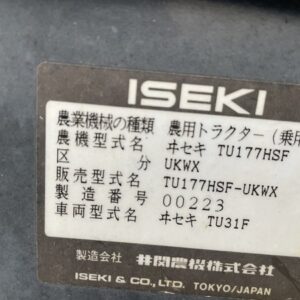 ISEKI
農業機械の種類 農用トラクター(乗用
農機型式名 ヰセキ TU177HSF
区分 UKWX
販売型式名 TU177HSF-UKWX
製造番号 00223
車両型式名 ヰセキ TU31F
製造会社 井関農機株式会社
ISEKI & CO., LTD. TOKYO/JAPAN